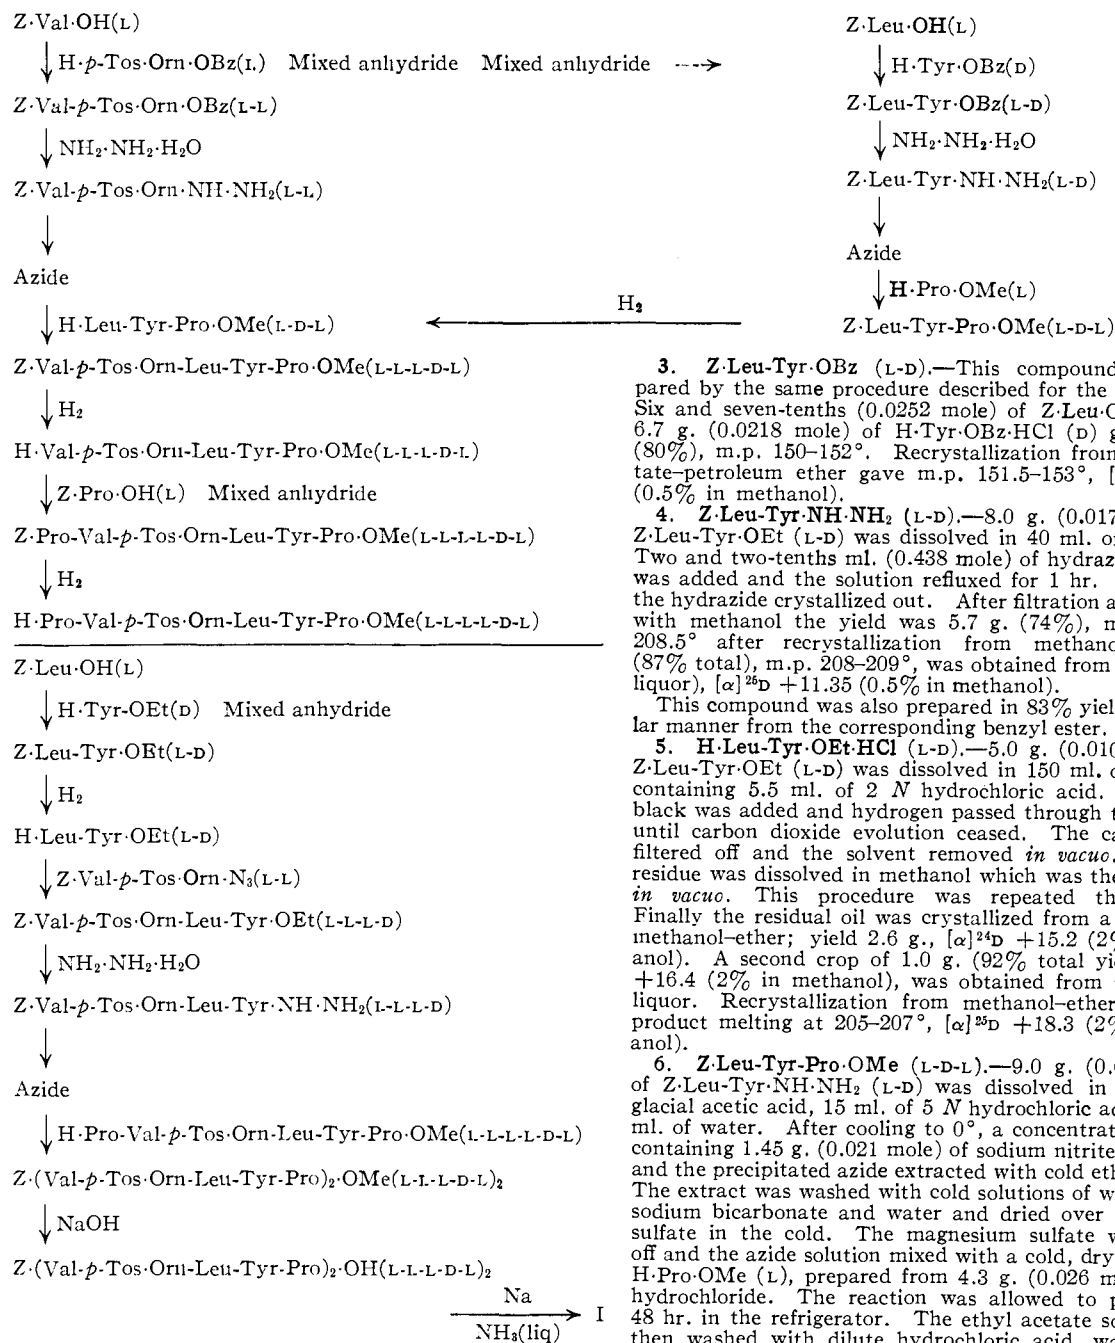 Z·Val·OH(L)
↓ H·p-Tos·Orn·OBz(L) Mixed anhydride Mixed anhydride ---→
Z·Val-p-Tos·Orn·OBz(L-L)
↓ NH₂·NH₂·H₂O
Z·Val-p-Tos·Orn·NH·NH₂(L-L)
↓
Azide
↓ H·Leu-Tyr-Pro·OMe(L-D-L)
Z·Val-p-Tos·Orn-Leu-Tyr-Pro·OMe(L-L-L-D-L)
↓ H₂
H·Val-p-Tos·Orn-Leu-Tyr-Pro·OMe(L-L-L-D-L)
↓ Z·Pro·OH(L) Mixed anhydride
Z·Pro-Val-p-Tos·Orn-Leu-Tyr-Pro·OMe(L-L-L-L-D-L)
↓ H₂
H·Pro-Val-p-Tos·Orn-Leu-Tyr-Pro·OMe(L-L-L-L-D-L)
Z·Leu·OH(L)
↓ H·Tyr-OEt(D) Mixed anhydride
Z·Leu-Tyr·OEt(L-D)
↓ H₂
H·Leu-Tyr·OEt(L-D)
↓ Z·Val-p-Tos·Orn·N₃(L-L)
Z·Val-p-Tos·Orn-Leu-Tyr·OEt(L-L-L-D)
↓ NH₂·NH₂·H₂O
Z·Val-p-Tos·Orn-Leu-Tyr·NH·NH₂(L-L-L-D)
↓
Azide
↓ H·Pro-Val-p-Tos·Orn-Leu-Tyr-Pro·OMe(L-L-L-L-D-L)
Z·(Val-p-Tos·Orn-Leu-Tyr-Pro)₂·OMe(L-L-L-D-L)₂
↓ NaOH
Z·(Val-p-Tos·Orn-Leu-Tyr-Pro)₂·OH(L-L-L-D-L)₂
Na
→ I
NH₃(liq)
Z·Leu·OH(L)
↓ H·Tyr·OBz(D)
Z·Leu-Tyr·OBz(L-D)
↓ NH₂·NH₂·H₂O
Z·Leu-Tyr·NH·NH₂(L-D)
↓
Azide
↓ H·Pro·OMe(L)
H₂
←
Z·Leu-Tyr-Pro·OMe(L-D-L)
3. Z·Leu-Tyr·OBz (L-D).—This compound
pared by the same procedure described for the
Six and seven-tenths (0.0252 mole) of Z·Leu·O
6.7 g. (0.0218 mole) of H·Tyr·OBz·HCl (D) g
(80%), m.p. 150–152°. Recrystallization from
tate–petroleum ether gave m.p. 151.5–153°, [
(0.5% in methanol).
4. Z·Leu-Tyr·NH·NH₂ (L-D).—8.0 g. (0.017
Z·Leu-Tyr·OEt (L-D) was dissolved in 40 ml. o
Two and two-tenths ml. (0.438 mole) of hydraz
was added and the solution refluxed for 1 hr.
the hydrazide crystallized out. After filtration a
with methanol the yield was 5.7 g. (74%), m
208.5° after recrystallization from methano
(87% total), m.p. 208–209°, was obtained from
liquor), [α]²⁵D +11.35 (0.5% in methanol).
This compound was also prepared in 83% yiel
lar manner from the corresponding benzyl ester.
5. H·Leu-Tyr·OEt·HCl (L-D).—5.0 g. (0.010
Z·Leu-Tyr·OEt (L-D) was dissolved in 150 ml. o
containing 5.5 ml. of 2 N hydrochloric acid.
black was added and hydrogen passed through t
until carbon dioxide evolution ceased. The ca
filtered off and the solvent removed in vacuo.
residue was dissolved in methanol which was the
in vacuo. This procedure was repeated th
Finally the residual oil was crystallized from a
methanol–ether; yield 2.6 g., [α]²⁴D +15.2 (2%
anol). A second crop of 1.0 g. (92% total yie
+16.4 (2% in methanol), was obtained from
liquor. Recrystallization from methanol–ether
product melting at 205–207°, [α]²⁵D +18.3 (2%
anol).
6. Z·Leu-Tyr-Pro·OMe (L-D-L).—9.0 g. (0.
of Z·Leu-Tyr·NH·NH₂ (L-D) was dissolved in
glacial acetic acid, 15 ml. of 5 N hydrochloric ac
ml. of water. After cooling to 0°, a concentrat
containing 1.45 g. (0.021 mole) of sodium nitrite
and the precipitated azide extracted with cold eth
The extract was washed with cold solutions of w
sodium bicarbonate and water and dried over
sulfate in the cold. The magnesium sulfate w
off and the azide solution mixed with a cold, dry
H·Pro·OMe (L), prepared from 4.3 g. (0.026 m
hydrochloride. The reaction was allowed to p
48 hr. in the refrigerator. The ethyl acetate s
then washed with dilute hydrochloric acid, w